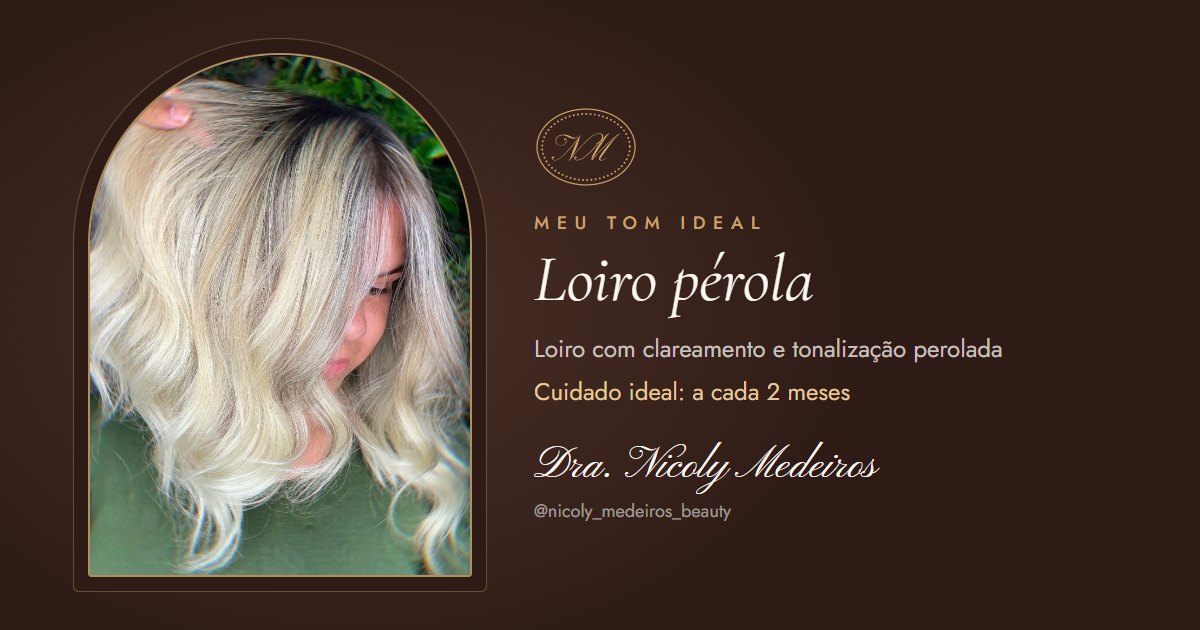 NM
MEU TOM IDEAL
Loiro pérola
Loiro com clareamento e tonalização perolada
Cuidado ideal: a cada 2 meses
Dra. Nicoly Medeiros
@nicoly_medeiros_beauty